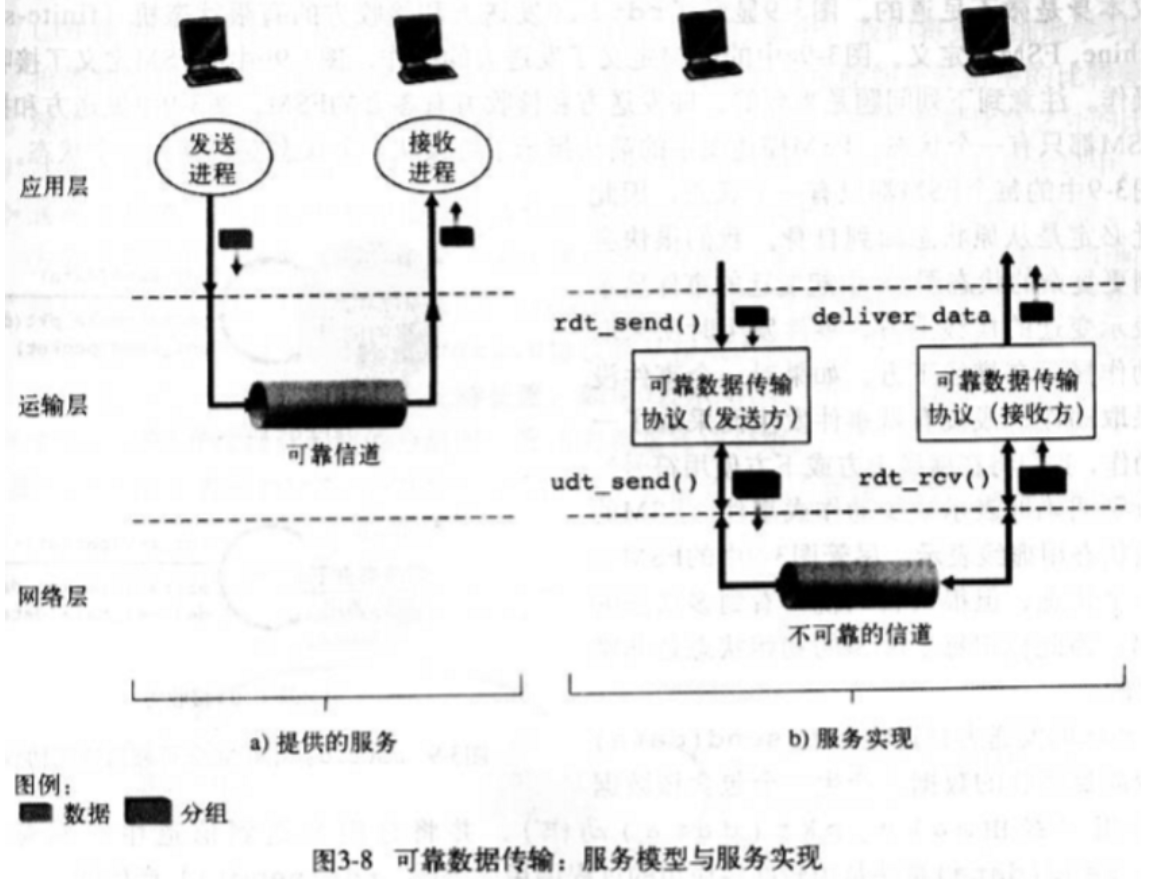 发送
进程
接收
进程
应用层
rdt_send()
deliver_data
可靠数据传输
协议（发送方）
可靠数据传输
协议（接收方）
运输层
可靠信道
udt_send()
rdt_rcv()
网络层
不可靠的信道
a) 提供的服务
b) 服务实现
图例：
数据 分组
图3-8 可靠数据传输：服务模型与服务实现